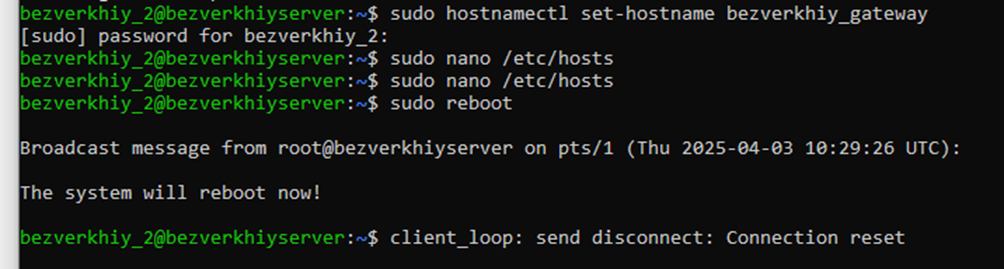 bezverkhiy_2@bezverkhiyserver:~$ sudo hostnamectl set-hostname bezverkhiy_gateway
[sudo] password for bezverkhiy_2:
bezverkhiy_2@bezverkhiyserver:~$ sudo nano /etc/hosts
bezverkhiy_2@bezverkhiyserver:~$ sudo nano /etc/hosts
bezverkhiy_2@bezverkhiyserver:~$ sudo reboot
Broadcast message from root@bezverkhiyserver on pts/1 (Thu 2025-04-03 10:29:26 UTC):
The system will reboot now!
bezverkhiy_2@bezverkhiyserver:~$ client_loop: send disconnect: Connection reset